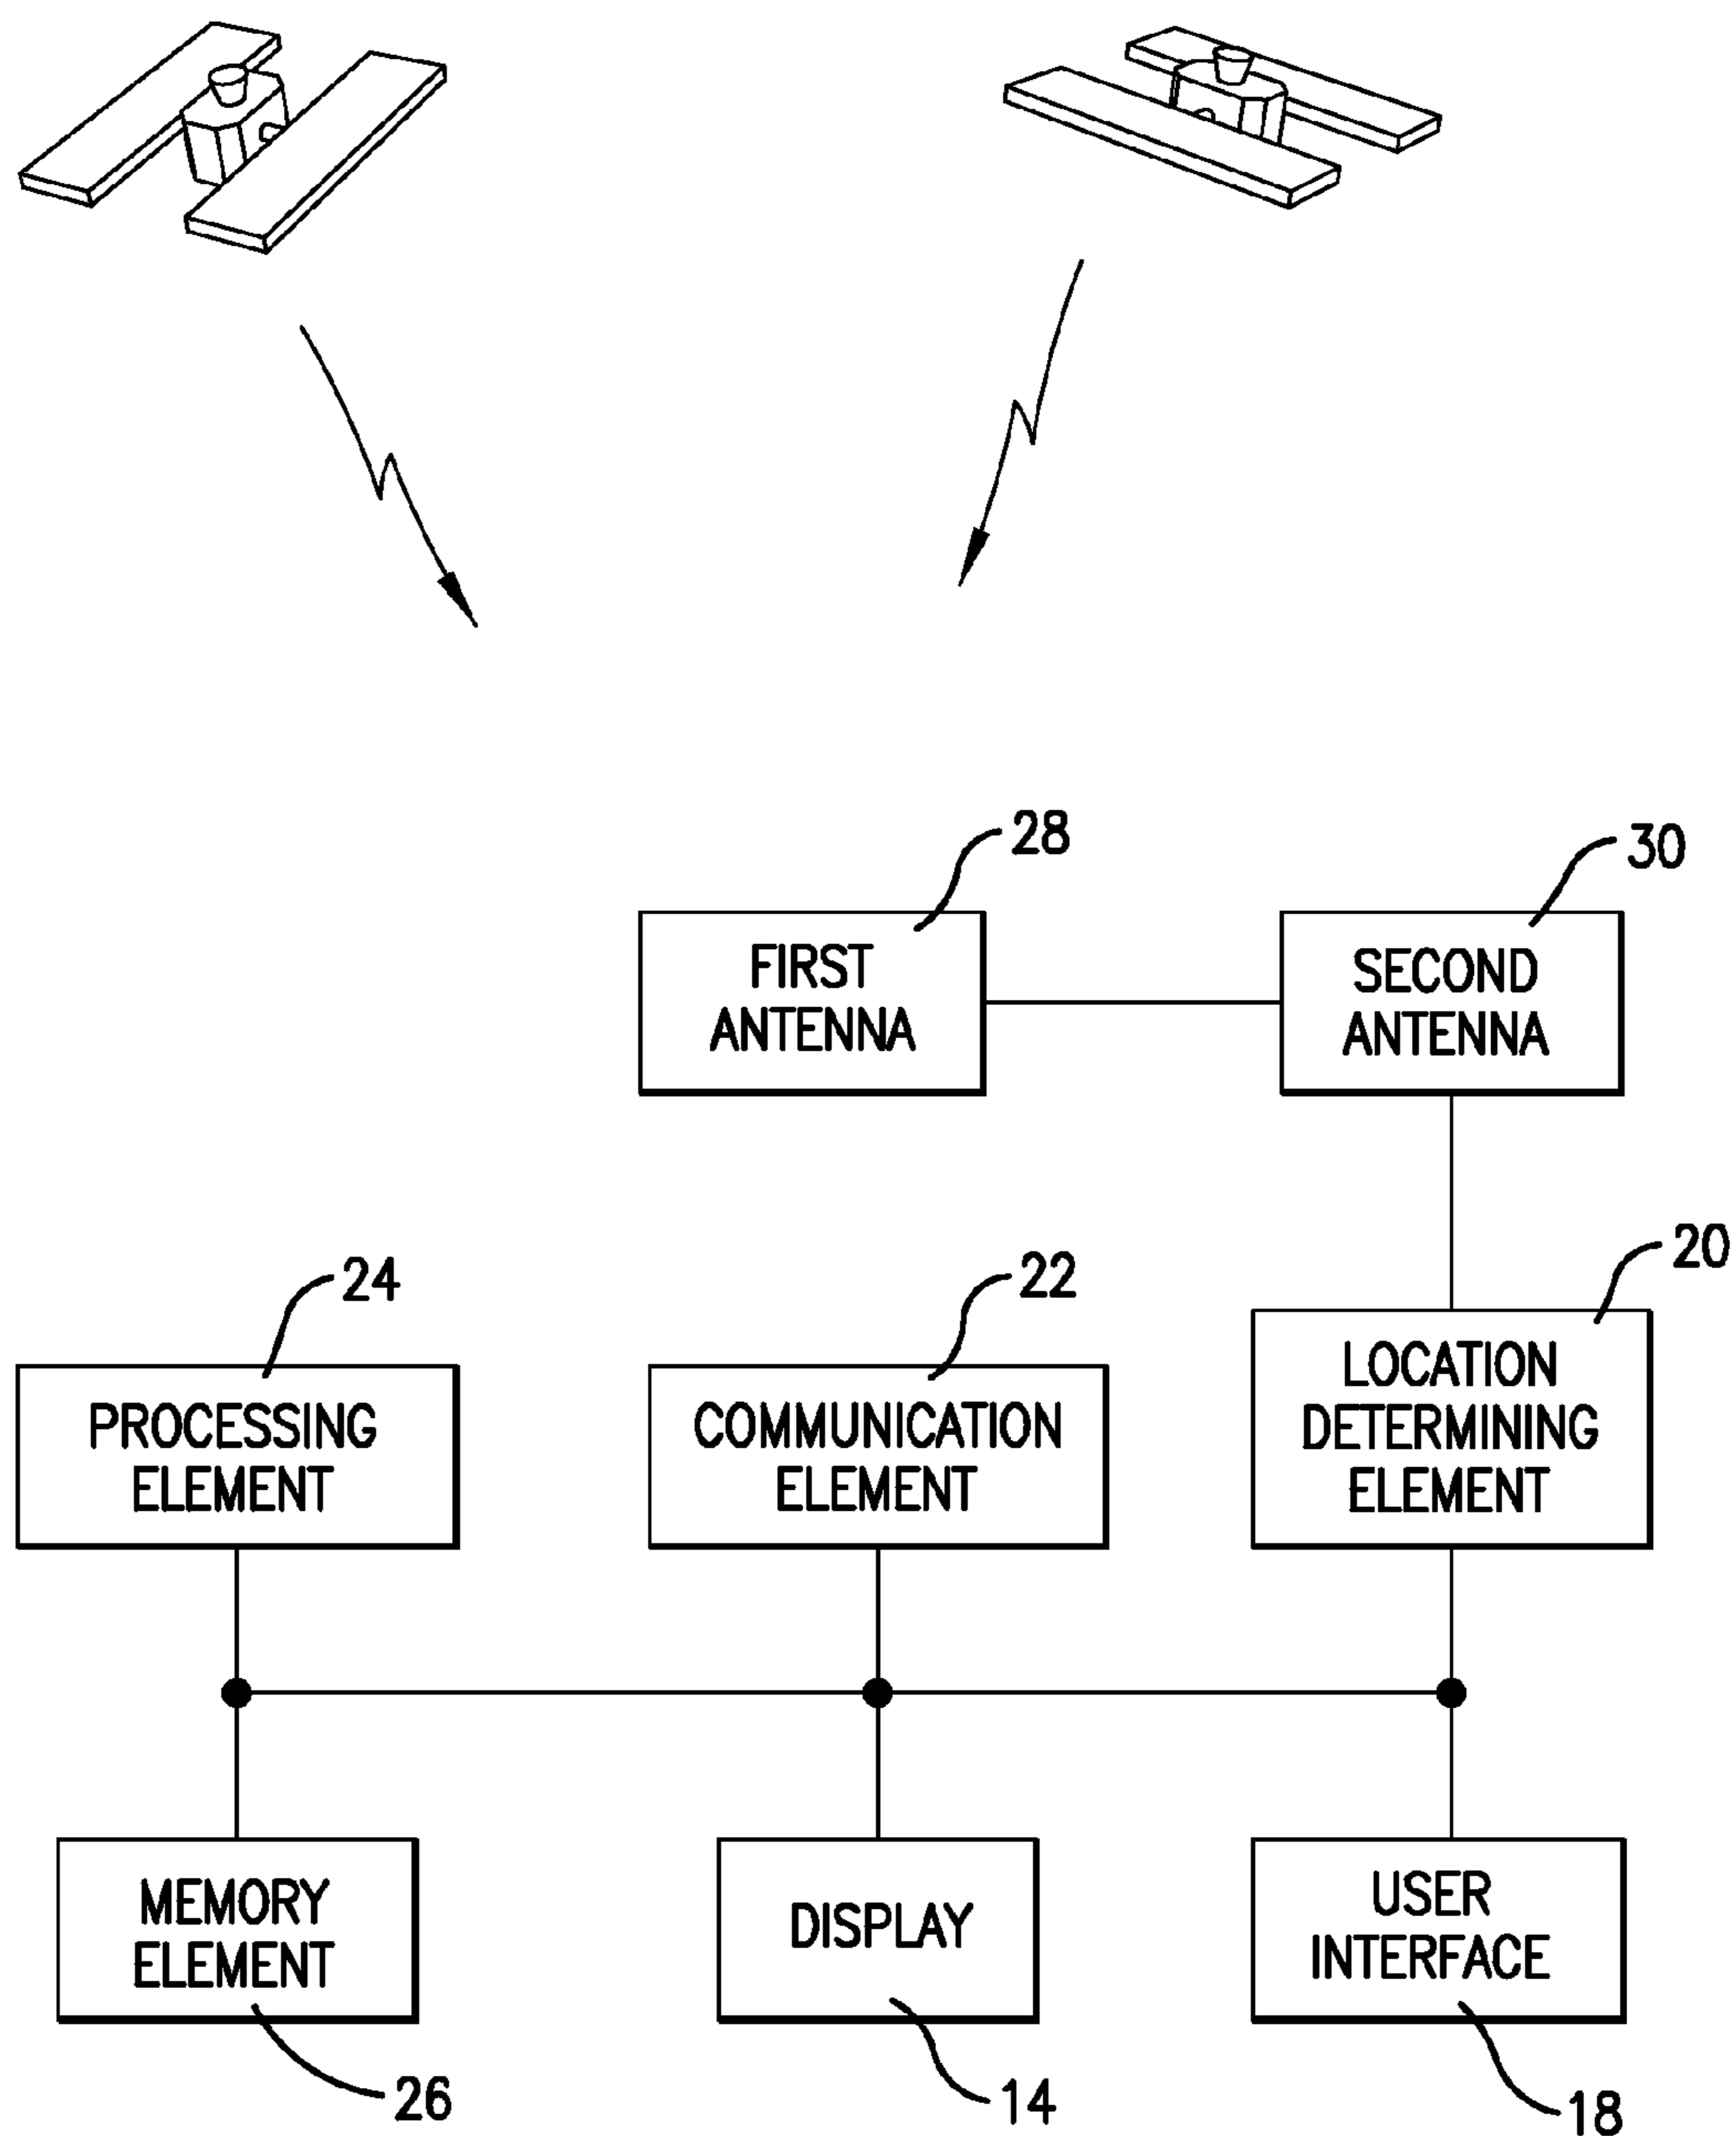 28
30
FIRST
ANTENNA
SECOND
ANTENNA
20
24
22
LOCATION
DETERMINING
ELEMENT
PROCESSING
ELEMENT
COMMUNICATION
ELEMENT
MEMORY
ELEMENT
DISPLAY
USER
INTERFACE
26
14
18